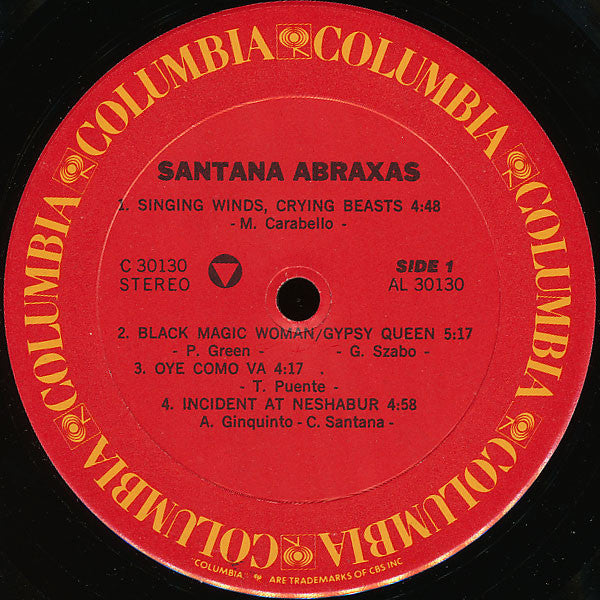 COLUMBIA
COLUMBIA
COLUMBIA
COLUMBIA
COLUMBIA
COLUMBIA
SANTANA ABRAXAS
1. SINGING WINDS, CRYING BEASTS 4:48
- M. Carabello -
C 30130 SIDE 1
STEREO AL 30130
2. BLACK MAGIC WOMAN/GYPSY QUEEN 5:17
- P. Green - - G. Szabo -
3. OYE COMO VA 4:17
- T. Puente -
4. INCIDENT AT NESHABUR 4:58
A. Ginquinto - C. Santana -
"COLUMBIA," ARE TRADEMARKS OF CBS INC